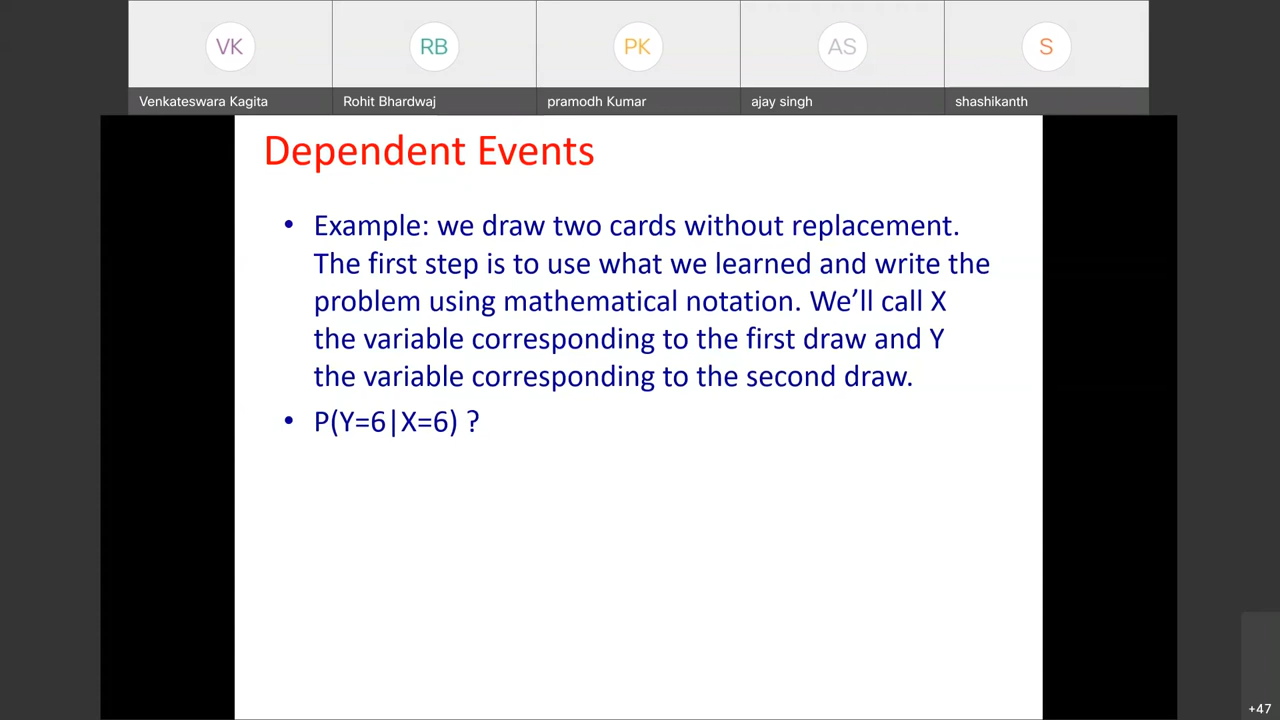 VK
RB
PK
AS
S
Venkateswara Kagita
Rohit Bhardwaj
pramodh Kumar
ajay singh
shashikanth
Dependent Events
• Example: we draw two cards without replacement.
The first step is to use what we learned and write the
problem using mathematical notation. We’ll call X
the variable corresponding to the first draw and Y
the variable corresponding to the second draw.
• P(Y=6|X=6) ?
+47